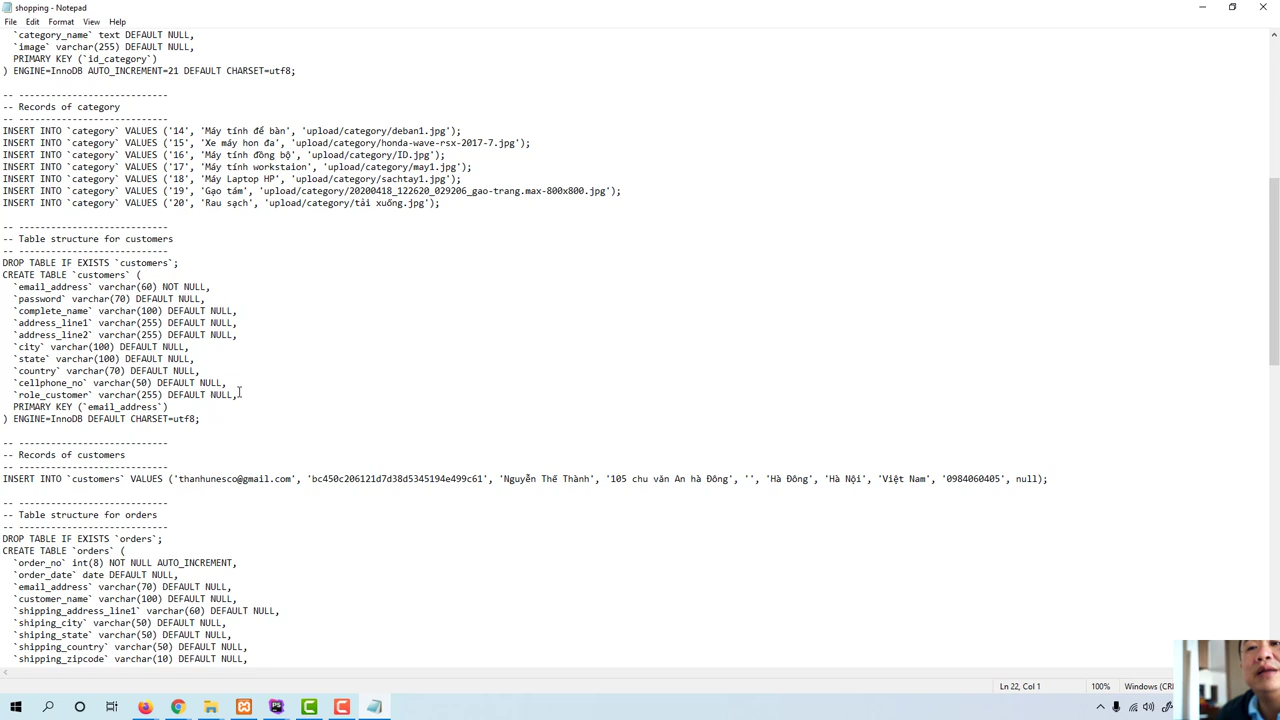 shopping - Notepad
File Edit Format View Help
`category_name` text DEFAULT NULL,
`image` varchar(255) DEFAULT NULL,
PRIMARY KEY (`id_category`)
) ENGINE=InnoDB AUTO_INCREMENT=21 DEFAULT CHARSET=utf8;
-- ----------------------------
-- Records of category
-- ----------------------------
INSERT INTO `category` VALUES ('14', 'Máy tính để bàn', 'upload/category/deban1.jpg');
INSERT INTO `category` VALUES ('15', 'Xe máy hon đa', 'upload/category/honda-wave-rsx-2017-7.jpg');
INSERT INTO `category` VALUES ('16', 'Máy tính đồng bộ', 'upload/category/ID.jpg');
INSERT INTO `category` VALUES ('17', 'Máy tính workstaion', 'upload/category/may1.jpg');
INSERT INTO `category` VALUES ('18', 'Máy Laptop HP', 'upload/category/sachtay1.jpg');
INSERT INTO `category` VALUES ('19', 'Gạo tám', 'upload/category/20200418_122620_029206_gao-trang.max-800x800.jpg');
INSERT INTO `category` VALUES ('20', 'Rau sạch', 'upload/category/tải xuống.jpg');
-- ----------------------------
-- Table structure for customers
-- ----------------------------
DROP TABLE IF EXISTS `customers`;
CREATE TABLE `customers` (
`email_address` varchar(60) NOT NULL,
`password` varchar(70) DEFAULT NULL,
`complete_name` varchar(100) DEFAULT NULL,
`address_line1` varchar(255) DEFAULT NULL,
`address_line2` varchar(255) DEFAULT NULL,
`city` varchar(100) DEFAULT NULL,
`state` varchar(100) DEFAULT NULL,
`country` varchar(70) DEFAULT NULL,
`cellphone_no` varchar(50) DEFAULT NULL,
`role_customer` varchar(255) DEFAULT NULL,
PRIMARY KEY (`email_address`)
) ENGINE=InnoDB DEFAULT CHARSET=utf8;
-- ----------------------------
-- Records of customers
-- ----------------------------
INSERT INTO `customers` VALUES ('thanhunesco@gmail.com', 'bc450c206121d7d38d5345194e499c61', 'Nguyễn Thế Thành', '105 chu văn An hà Đông', '', 'Hà Đông', 'Hà Nội', 'Việt Nam', '0984060405', null);
-- ----------------------------
-- Table structure for orders
-- ----------------------------
DROP TABLE IF EXISTS `orders`;
CREATE TABLE `orders` (
`order_no` int(8) NOT NULL AUTO_INCREMENT,
`order_date` date DEFAULT NULL,
`email_address` varchar(70) DEFAULT NULL,
`customer_name` varchar(100) DEFAULT NULL,
`shipping_address_line1` varchar(60) DEFAULT NULL,
`shiping_city` varchar(50) DEFAULT NULL,
`shiping_state` varchar(50) DEFAULT NULL,
`shipping_country` varchar(50) DEFAULT NULL,
`shipping_zipcode` varchar(10) DEFAULT NULL,
Ln 22, Col 1 100% Windows (CRL